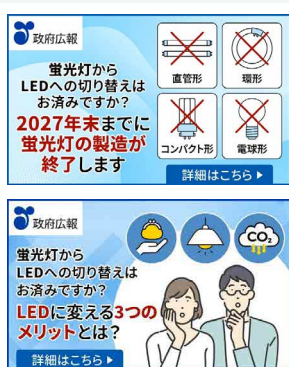 政府広報
蛍光灯から
LEDへの切り替えは
お済みですか?
2027年末までに
蛍光灯の製造が
終了します
直管形
環形
コンパクト形
電球形
詳細はこちら
政府広報
蛍光灯から
LEDへの切り替えは
お済みですか?
LEDに変える3つの
メリットとは?
詳細はこちら
CO₂